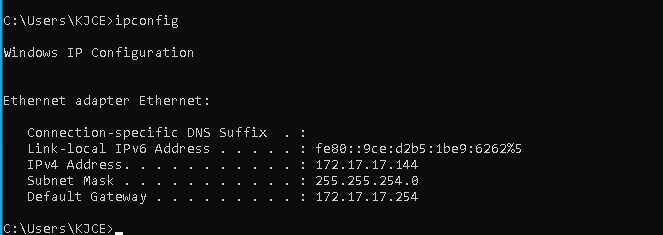 C:\Users\KJCE>ipconfig
Windows IP Configuration
Ethernet adapter Ethernet:
Connection-specific DNS Suffix  . :
Link-local IPv6 Address . . . . . : fe80::9ce:d2b5:1be9:6262%5
IPv4 Address. . . . . . . . . . . : 172.17.17.144
Subnet Mask . . . . . . . . . . . : 255.255.254.0
Default Gateway . . . . . . . . . : 172.17.17.254
C:\Users\KJCE>